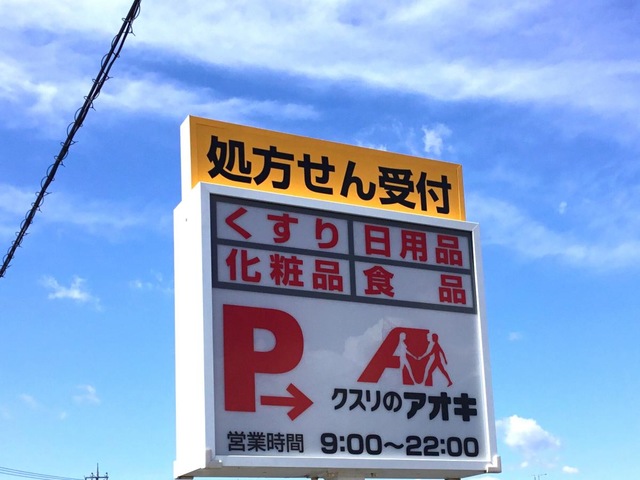 処方せん受付
くすり 日用品
化粧品 食品
P→
クスリのアオキ
営業時間 9:00〜22:00